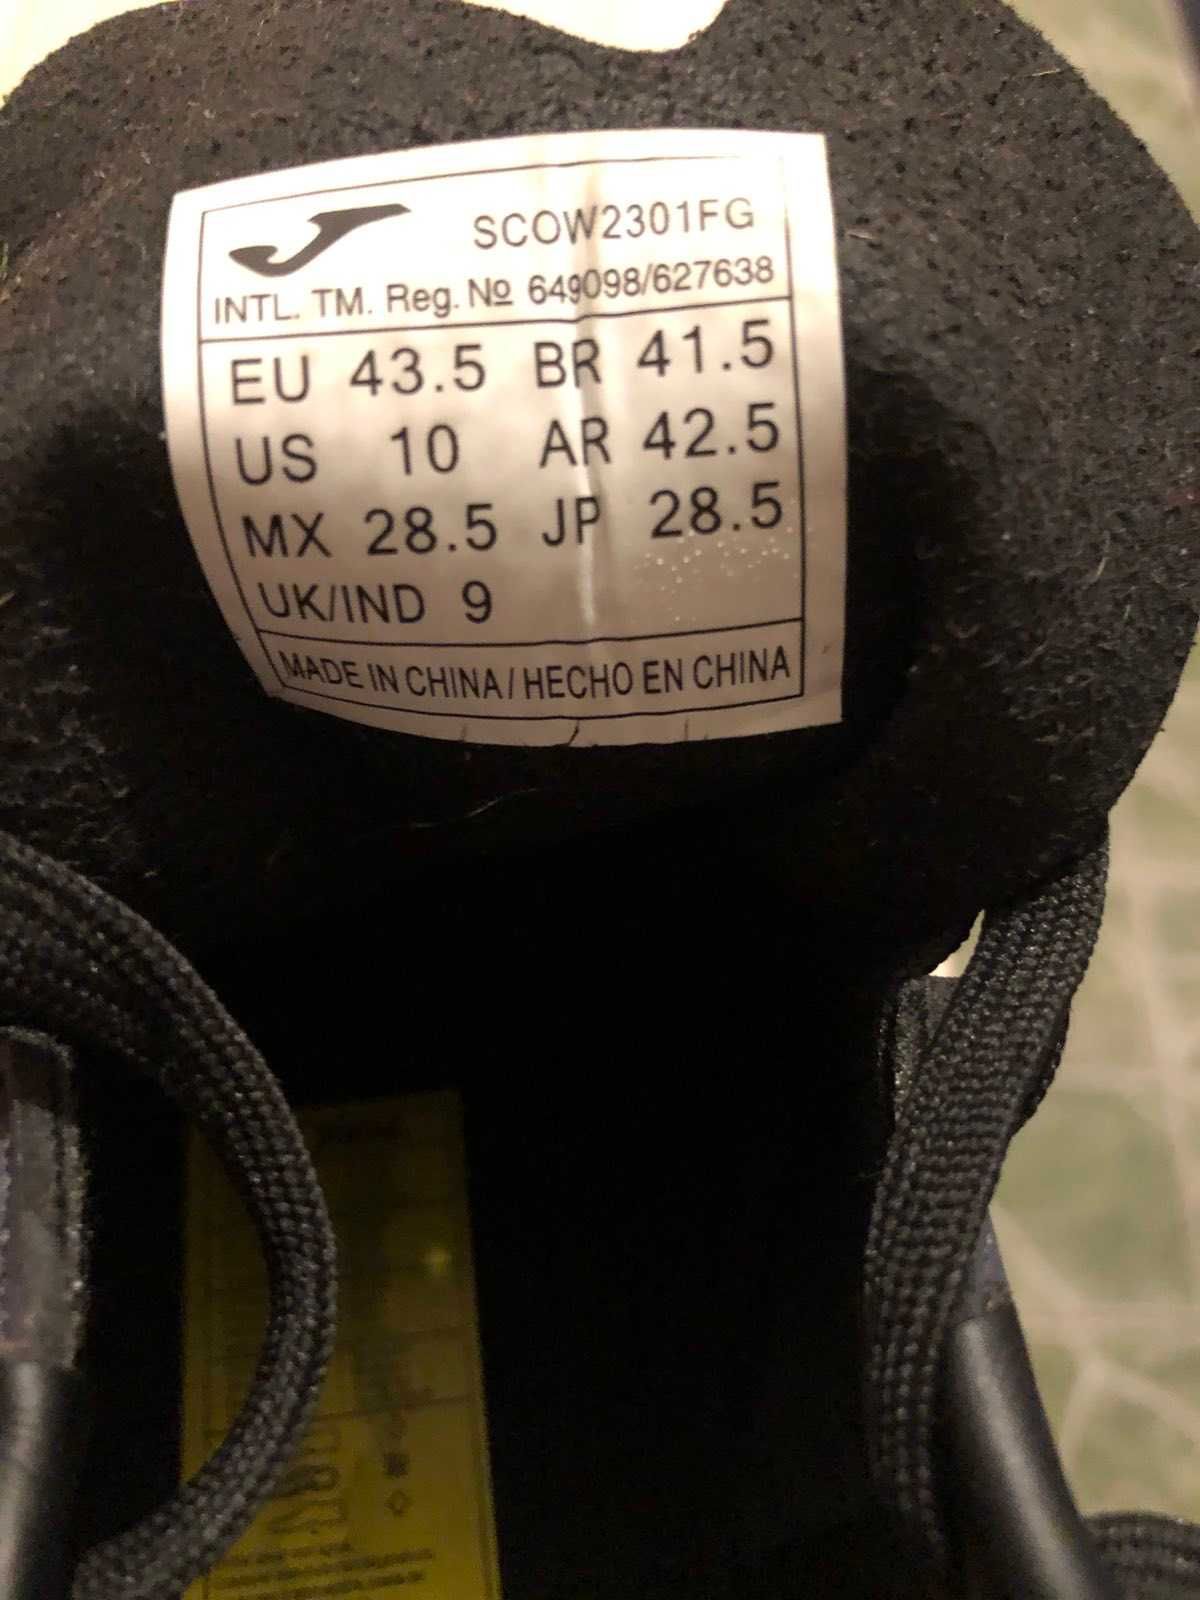 SCOW2301FG
INTL. TM. Reg. Nº 649098/627638
EU 43.5 BR 41.5
US 10 AR 42.5
MX 28.5 JP 28.5
UK/IND 9
MADE IN CHINA / HECHO EN CHINA